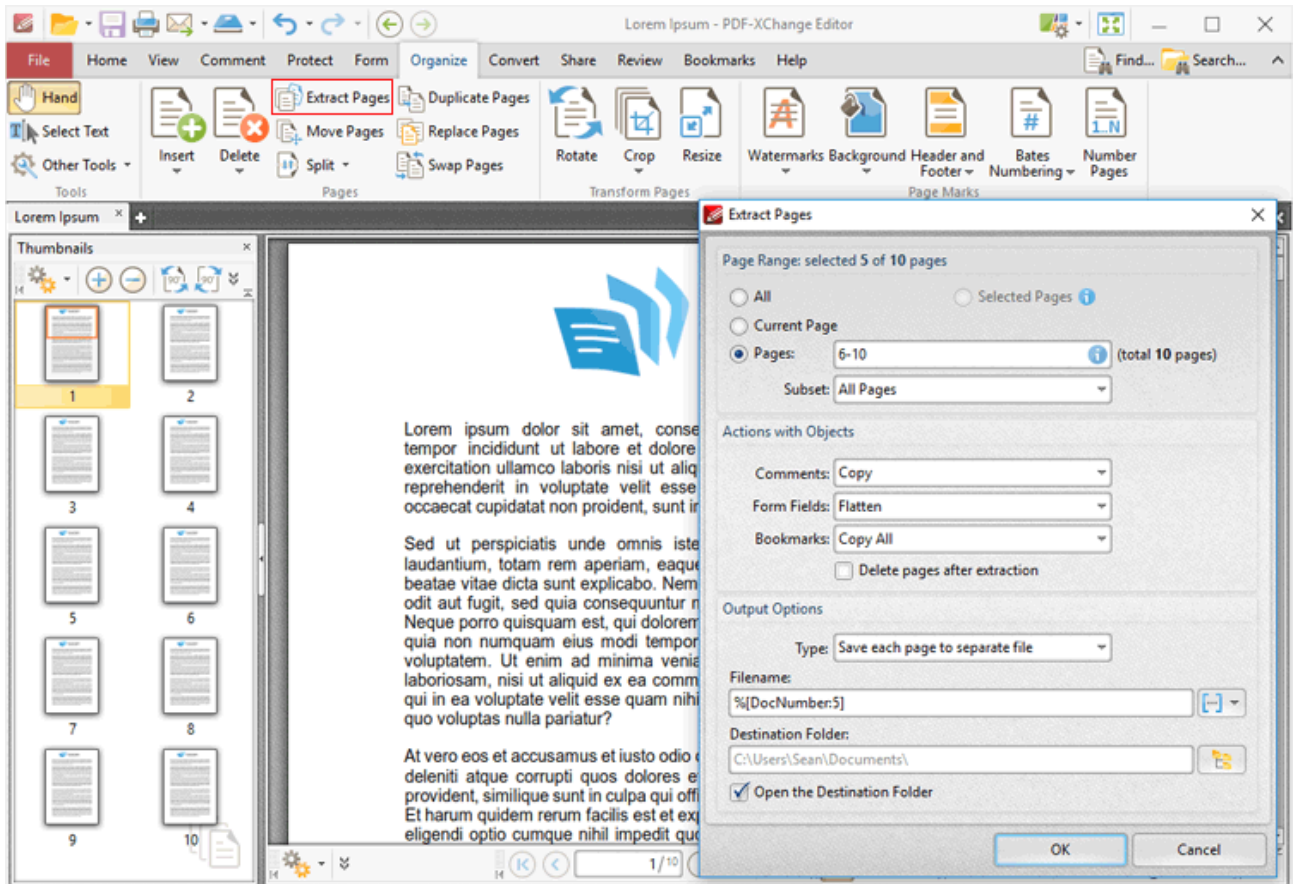 Lorem Ipsum - PDF-XChange Editor
File Home View Comment Protect Form Organize Convert Share Review Bookmarks Help Find... Search...
Hand
Select Text
Other Tools
Tools
Insert
Delete
Extract Pages
Move Pages
Split
Duplicate Pages
Replace Pages
Swap Pages
Pages
Rotate
Crop
Resize
Transform Pages
Watermarks
Background
Header and
Footer
Bates
Numbering
1..N
Number
Pages
Page Marks
Lorem Ipsum
Thumbnails
90°
90°
1
2
3
4
5
6
7
8
9
10
Lorem ipsum dolor sit amet, conse
tempor incididunt ut labore et dolore
exercitation ullamco laboris nisi ut aliq
reprehenderit in voluptate velit esse
occaecat cupidatat non proident, sunt in
Sed ut perspiciatis unde omnis iste
laudantium, totam rem aperiam, eaque
beatae vitae dicta sunt explicabo. Nem
odit aut fugit, sed quia consequuntur
Neque porro quisquam est, qui dolorem
quia non numquam eius modi tempor
voluptatem. Ut enim ad minima venia
laboriosam, nisi ut aliquid ex ea comm
qui in ea voluptate velit esse quam nihi
quo voluptas nulla pariatur?
At vero eos et accusamus et iusto odio
deleniti atque corrupti quos dolores e
provident, similique sunt in culpa qui offi
Et harum quidem rerum facilis est et exp
eligendi optio cumque nihil impedit quo
1/10
Extract Pages
Page Range: selected 5 of 10 pages
All
Selected Pages
Current Page
Pages: 6-10 (total 10 pages)
Subset: All Pages
Actions with Objects
Comments: Copy
Form Fields: Flatten
Bookmarks: Copy All
Delete pages after extraction
Output Options
Type: Save each page to separate file
Filename:
%[DocNumber:5]
Destination Folder:
C:\Users\Sean\Documents\
Open the Destination Folder
OK
Cancel